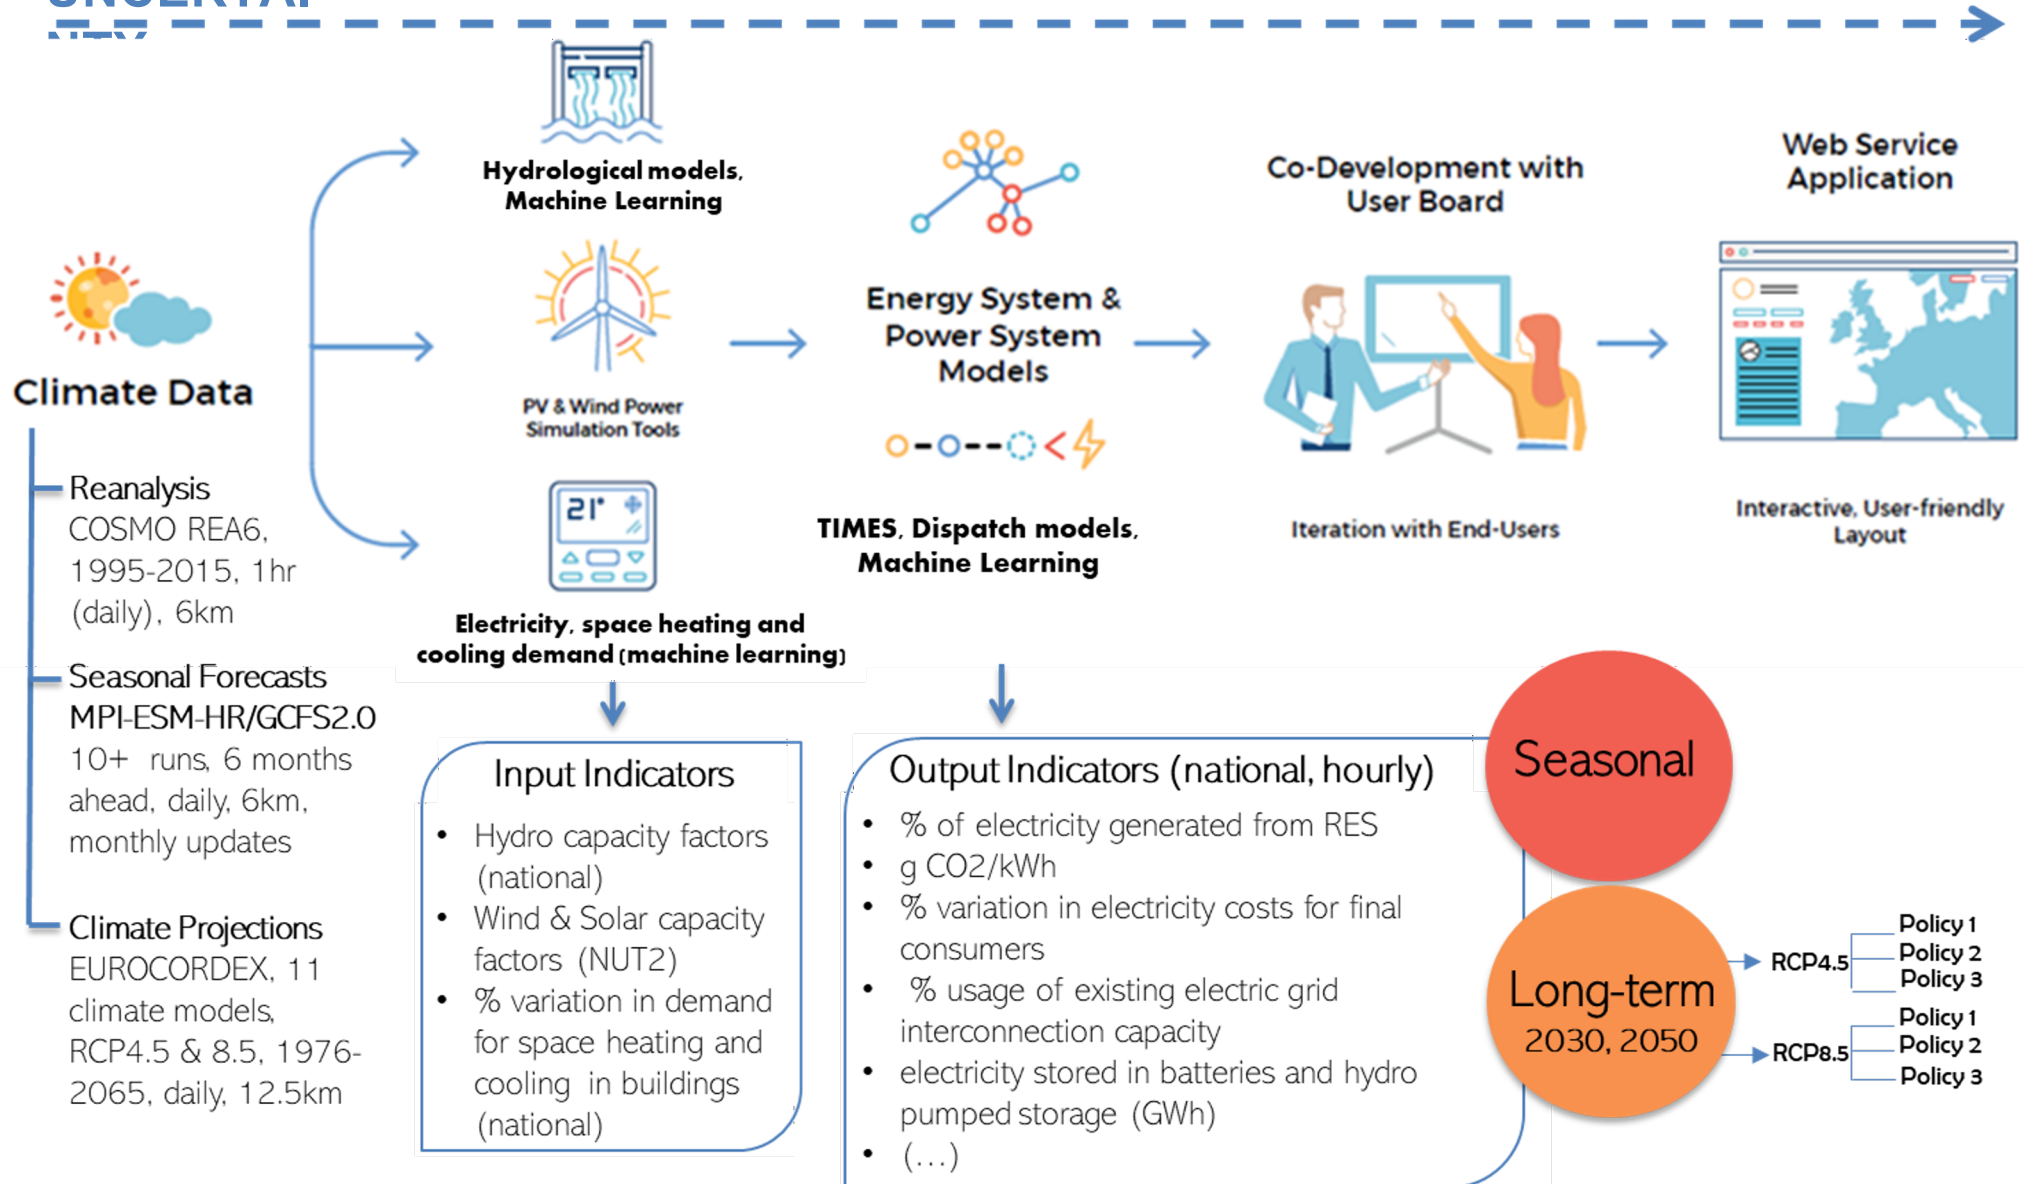 UNCERTAI
NTY
Hydrological models,
Machine Learning
PV & Wind Power
Simulation Tools
21°
Electricity, space heating and
cooling demand (machine learning)
Energy System &
Power System
Models
TIMES, Dispatch models,
Machine Learning
Co-Development with
User Board
Iteration with End-Users
Web Service
Application
Interactive, User-friendly
Layout
Climate Data
Reanalysis
COSMO REA6,
1995-2015, 1hr
(daily), 6km
Seasonal Forecasts
MPI-ESM-HR/GCFS2.0
10+ runs, 6 months
ahead, daily, 6km,
monthly updates
Climate Projections
EUROCORDEX, 11
climate models,
RCP4.5 & 8.5, 1976-
2065, daily, 12.5km
Input Indicators
• Hydro capacity factors
(national)
• Wind & Solar capacity
factors (NUT2)
• % variation in demand
for space heating and
cooling in buildings
(national)
Output Indicators (national, hourly)
• % of electricity generated from RES
• g CO2/kWh
• % variation in electricity costs for final
consumers
• % usage of existing electric grid
interconnection capacity
• electricity stored in batteries and hydro
pumped storage (GWh)
• (...)
Seasonal
Long-term
2030, 2050
RCP4.5
Policy 1
Policy 2
Policy 3
RCP8.5
Policy 1
Policy 2
Policy 3